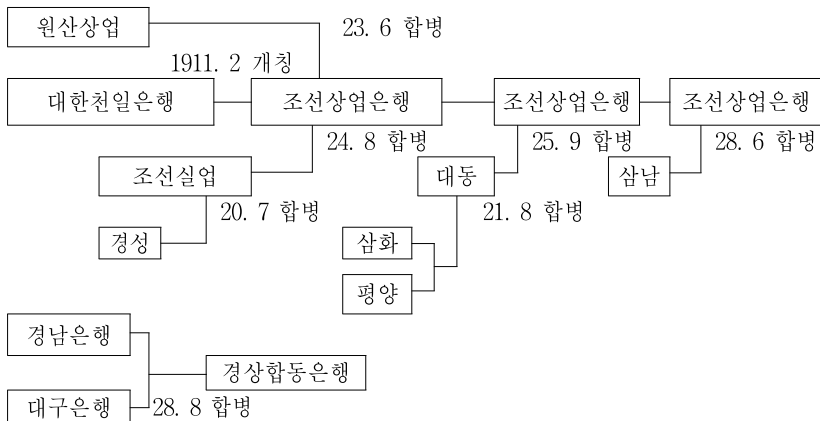 원산상업 23. 6 합병
1911. 2 개칭
대한천일은행 조선상업은행 조선상업은행 조선상업은행
24. 8 합병 25. 9 합병 28. 6 합병
조선실업 대동 삼남
20. 7 합병 21. 8 합병
경성 삼화
평양
경남은행
경상합동은행
대구은행 28. 8 합병